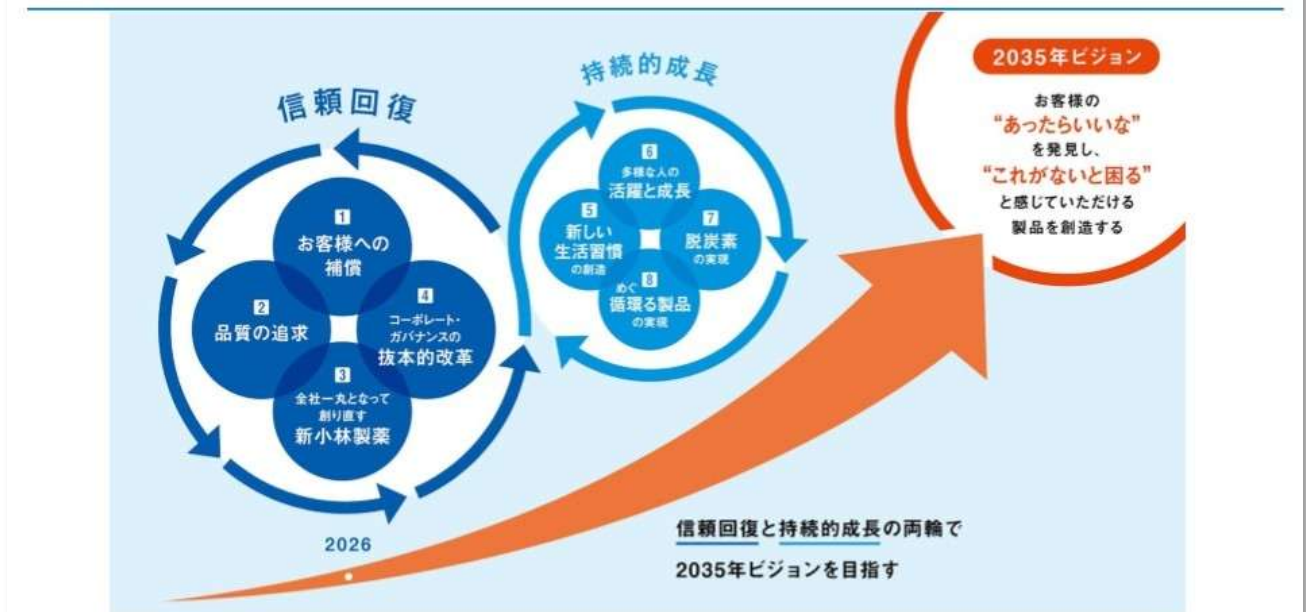 信頼回復
1
お客様への
補償
2
品質の追求
3
全社一丸となって
創り直す
新小林製薬
4
コーポレート・
ガバナンスの
抜本的改革
持続的成長
5
新しい
生活習慣
の創造
6
多様な人の
活躍と成長
7
脱炭素
の実現
8
めぐ
循環る製品
の実現
2035年ビジョン
お客様の
“あったらいいな”
を発見し、
“これがないと困る”
と感じていただける
製品を創造する
2026
信頼回復と持続的成長の両輪で
2035年ビジョンを目指す